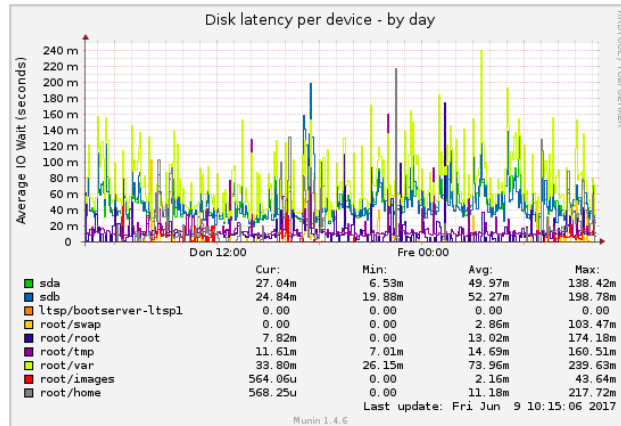 Disk latency per device - by day
Average IO Wait (seconds)
240 m
220 m
200 m
180 m
160 m
140 m
120 m
100 m
80 m
60 m
40 m
20 m
0
Don 12:00 Fre 00:00
Cur: Min: Avg: Max:
sda 27.04m 6.53m 49.97m 138.42m
sdb 24.84m 19.88m 52.27m 198.78m
ltsp/bootserver-ltsp1 0.00 0.00 0.00 0.00
root/swap 0.00 0.00 2.86m 103.47m
root/root 7.82m 0.00 13.02m 174.18m
root/tmp 11.61m 7.01m 14.69m 160.51m
root/var 33.80m 26.15m 73.96m 239.63m
root/images 564.06u 0.00 2.16m 43.64m
root/home 568.25u 0.00 11.18m 217.72m
Last update: Fri Jun 9 10:15:06 2017
Munin 1.4.6